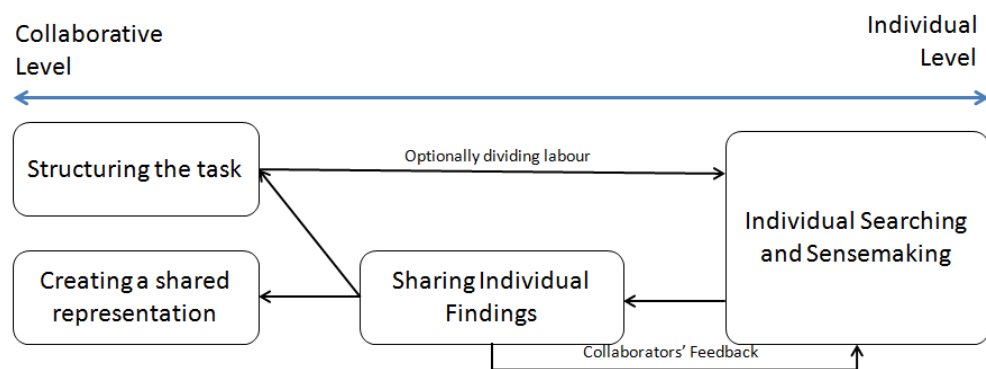 Collaborative
Level
Individual
Level
Structuring the task
Optionally dividing labour
Individual Searching
and Sensemaking
Creating a shared
representation
Sharing Individual
Findings
Collaborators' Feedback